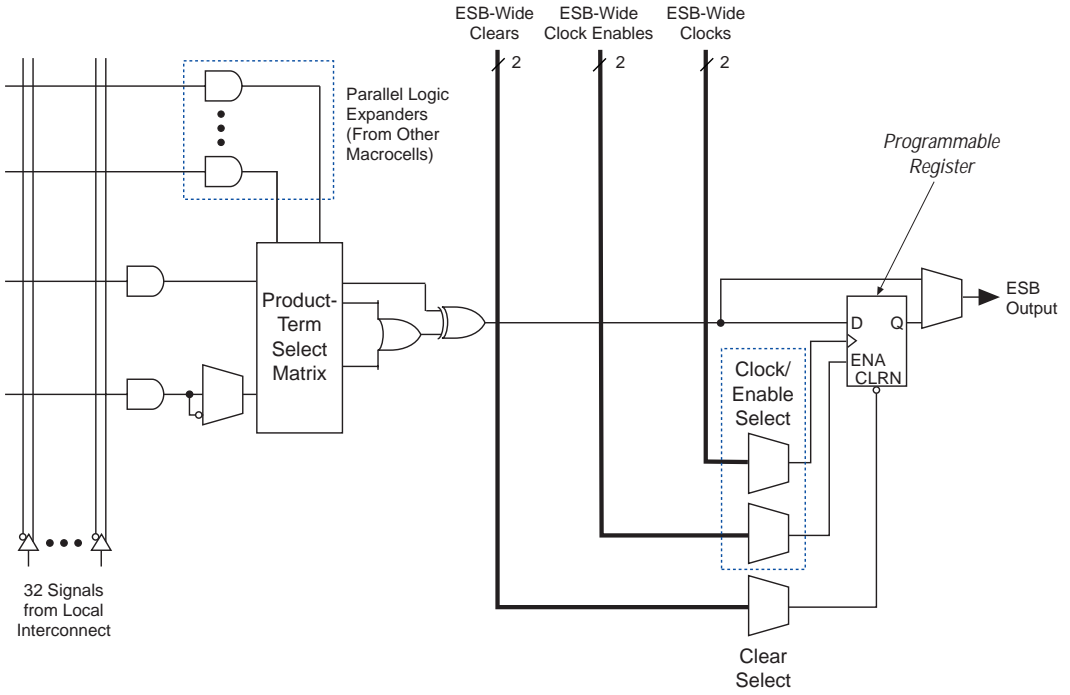 ESB-Wide
Clears
ESB-Wide
Clock Enables
ESB-Wide
Clocks
2
2
2
Parallel Logic
Expanders
(From Other
Macrocells)
Programmable
Register
Product-
Term
Select
Matrix
ESB
Output
D
Q
ENA
CLRN
Clock/
Enable
Select
32 Signals
from Local
Interconnect
Clear
Select